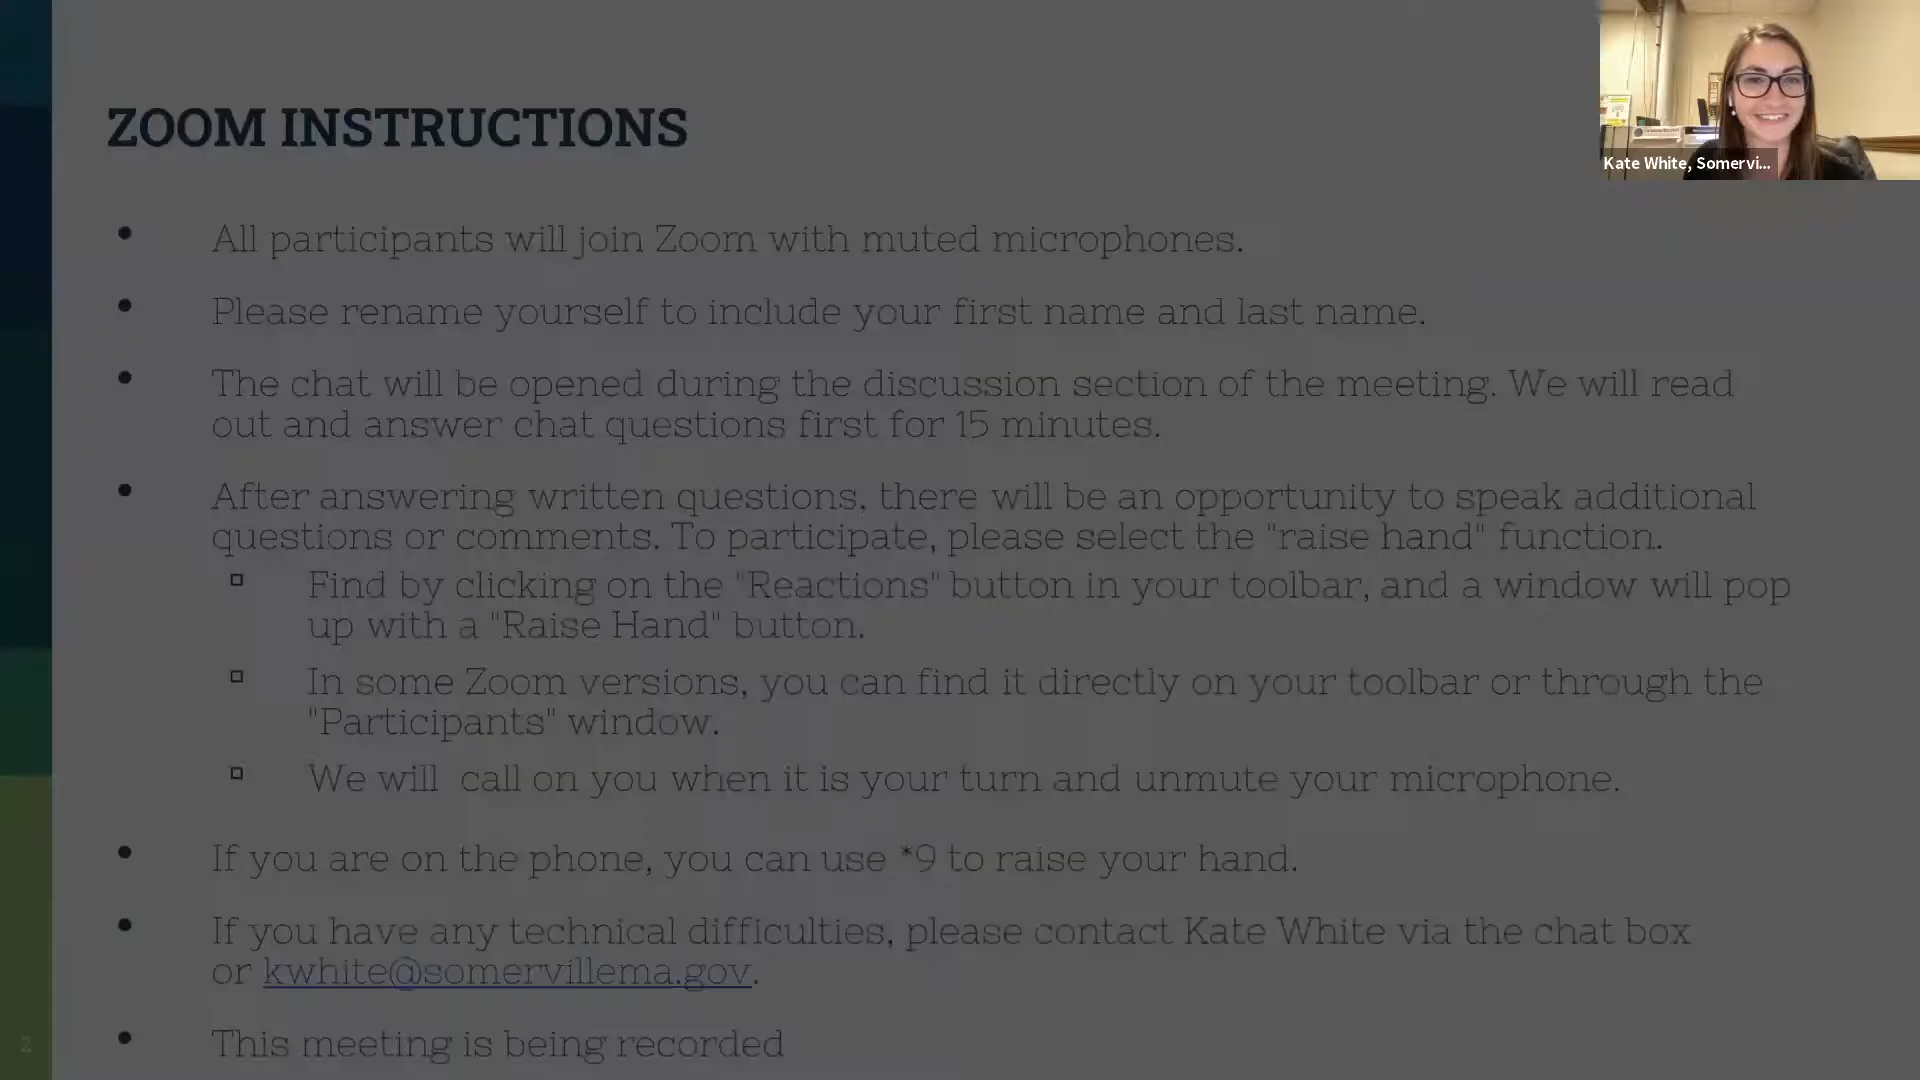 ZOOM INSTRUCTIONS
Kate White, Somervi...
• All participants will join Zoom with muted microphones.
• Please rename yourself to include your first name and last name.
• The chat will be opened during the discussion section of the meeting. We will read
out and answer chat questions first for 15 minutes.
• After answering written questions, there will be an opportunity to speak additional
questions or comments. To participate, please select the "raise hand" function.
▫ Find by clicking on the "Reactions" button in your toolbar, and a window will pop
up with a "Raise Hand" button.
▫ In some Zoom versions, you can find it directly on your toolbar or through the
"Participants" window.
▫ We will call on you when it is your turn and unmute your microphone.
• If you are on the phone, you can use *9 to raise your hand.
• If you have any technical difficulties, please contact Kate White via the chat box
or kwhite@somervillema.gov.
• This meeting is being recorded
2